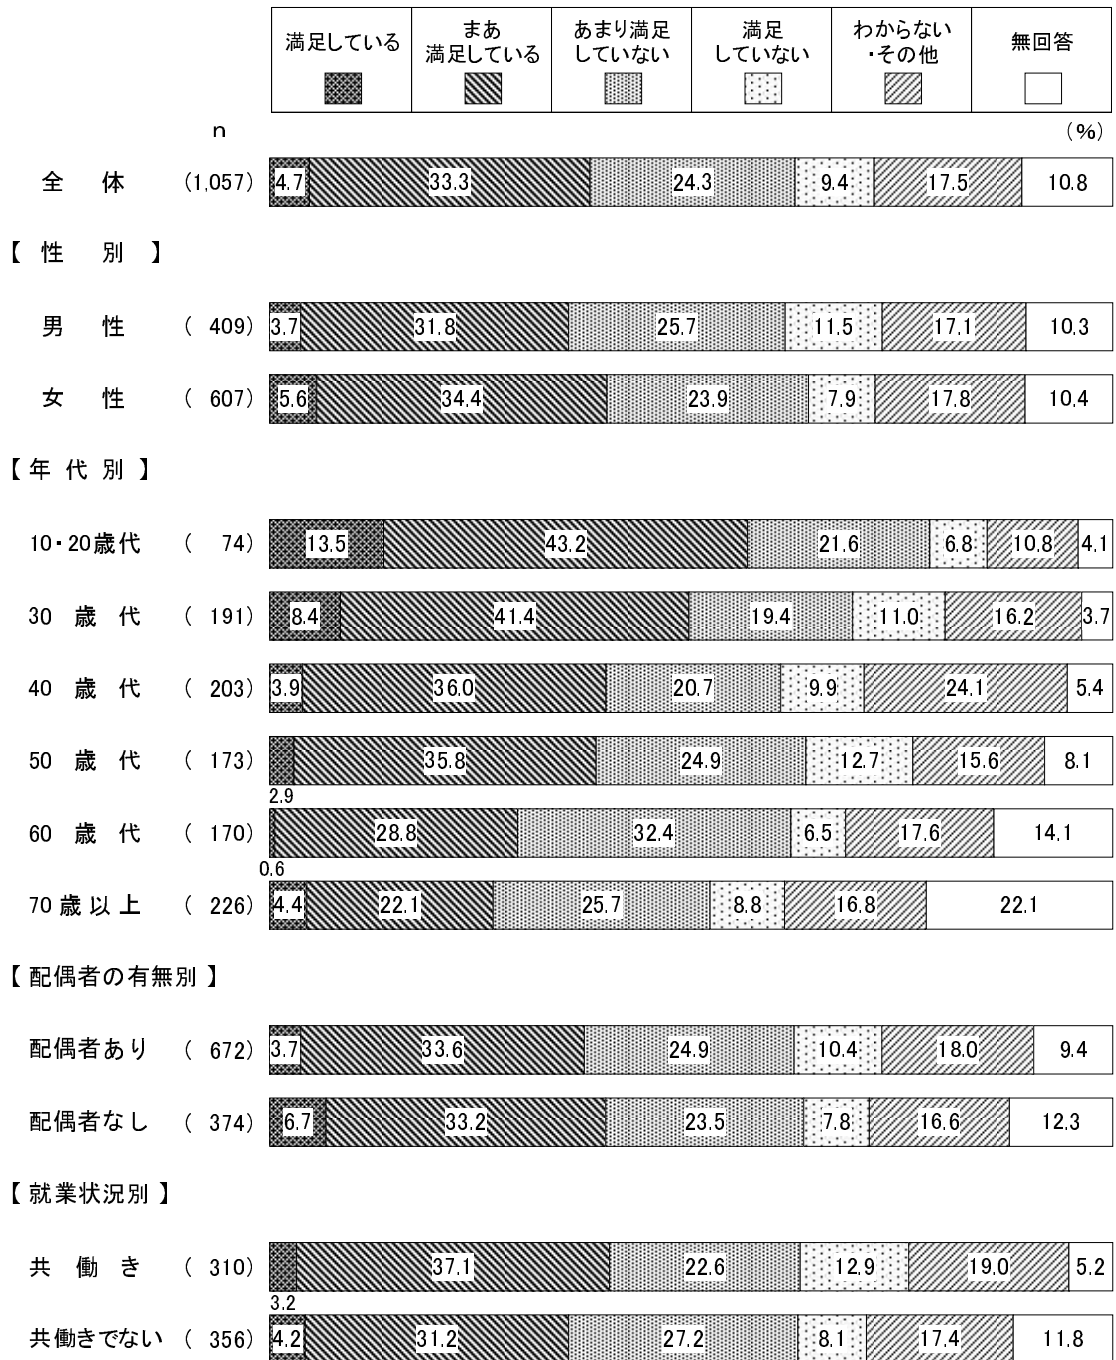 満足している まあ満足している あまり満足していない 満足していない わからない・その他 無回答
n (%)
全体 (1,057) 4.7 33.3 24.3 9.4 17.5 10.8
【性別】
男性 (409) 3.7 31.8 25.7 11.5 17.1 10.3
女性 (607) 5.6 34.4 23.9 7.9 17.8 10.4
【年代別】
10・20歳代 (74) 13.5 43.2 21.6 6.8 10.8 4.1
30歳代 (191) 8.4 41.4 19.4 11.0 16.2 3.7
40歳代 (203) 3.9 36.0 20.7 9.9 24.1 5.4
50歳代 (173) 35.8 24.9 12.7 15.6 8.1
2.9
60歳代 (170) 28.8 32.4 6.5 17.6 14.1
0.6
70歳以上 (226) 4.4 22.1 25.7 8.8 16.8 22.1
【配偶者の有無別】
配偶者あり (672) 3.7 33.6 24.9 10.4 18.0 9.4
配偶者なし (374) 6.7 33.2 23.5 7.8 16.6 12.3
【就業状況別】
共働き (310) 37.1 22.6 12.9 19.0 5.2
3.2
共働きでない (356) 4.2 31.2 27.2 8.1 17.4 11.8